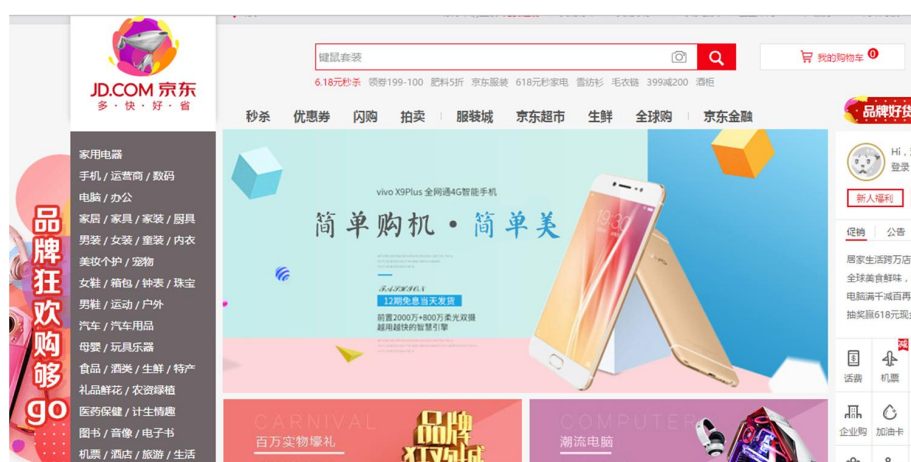 JD.COM 京东
多·快·好·省
键鼠套装
我的购物车 0
6.18元秒杀 领券199-100 肥料5折 京东服装 618元秒家电 雪纺衫 毛衣链 399减200 酒柜
秒杀 优惠券 闪购 拍卖 服装城 京东超市 生鲜 全球购 京东金融
品牌好货
家用电器
手机 / 运营商 / 数码
电脑 / 办公
家居 / 家具 / 家装 / 厨具
男装 / 女装 / 童装 / 内衣
美妆个护 / 宠物
女鞋 / 箱包 / 钟表 / 珠宝
男鞋 / 运动 / 户外
汽车 / 汽车用品
母婴 / 玩具乐器
食品 / 酒类 / 生鲜 / 特产
礼品鲜花 / 农资绿植
医药保健 / 计生情趣
图书 / 音像 / 电子书
机票 / 酒店 / 旅游 / 生活
品牌狂欢购够go
vivo X9Plus 全网通4G智能手机
简单购机·简单美
12期免息当天发货
前置2000万+800万柔光双摄
越用越快的智慧引擎
19:30
Hi,
登录
新人福利
促销 公告
居家生活跨万店
全球美食鲜味,
电脑满千减百再
抽奖赢618元现金
减
话费 机票
企业购 加油卡
CARNIVAL
百万实物壕礼
品牌
狂欢城
COMPUTER
潮流电脑